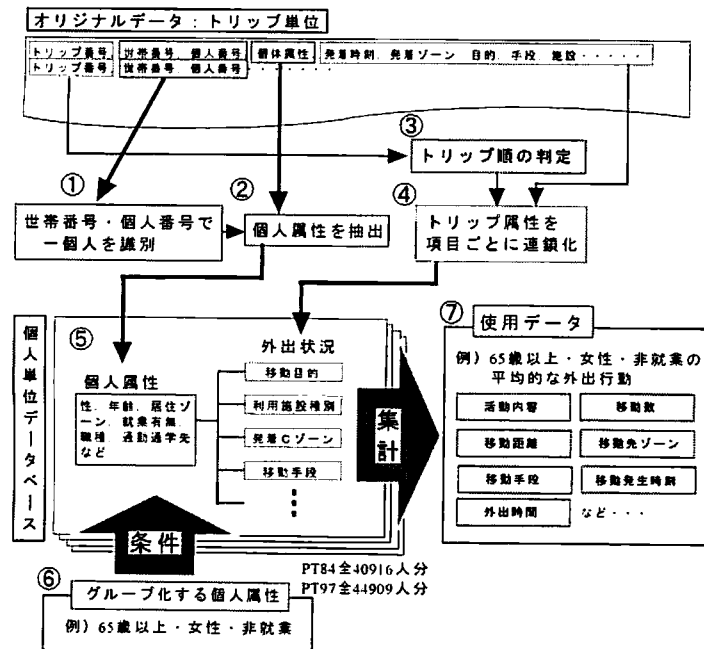 オリジナルデータ：トリップ単位
トリップ番号 世帯番号、個人番号 個体属性 発着時刻、発着ゾーン 目的、手段、施設・・・・・
トリップ番号 世帯番号、個人番号 ・・・・・・・
③
トリップ順の判定
①
世帯番号・個人番号で
一個人を識別
②
個人属性を抽出
④
トリップ属性を
項目ごとに連鎖化
個人単位データベース
⑤
個人属性
性、年齢、居住ゾ
ーン、就業有無、
職種、通勤通学先
など
外出状況
移動目的
利用施設種別
発着Cゾーン
移動手段
集計
条件
PT84全40916人分
PT97全44909人分
⑥
グループ化する個人属性
例）65歳以上・女性・非就業
⑦
使用データ
例）65歳以上・女性・非就業の
平均的な外出行動
活動内容 移動数
移動距離 移動先ゾーン
移動手段 移動発生時刻
外出時間 など・・・